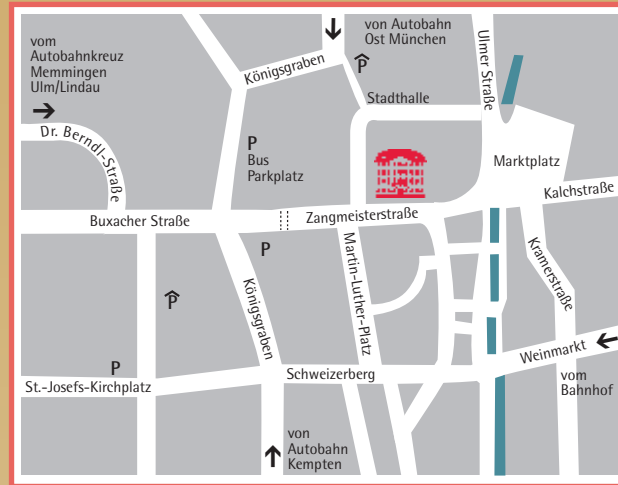 vom
Autobahnkreuz
Memmingen
Ulm/Lindau
von Autobahn
Ost München
Königsgraben
P
Ulmer Straße
Stadthalle
Dr. Berndl-Straße
P
Bus
Parkplatz
Marktplatz
Kalchstraße
Buxacher Straße
Zangmeisterstraße
P
Königsgraben
Martin-Luther-Platz
Kramerstraße
P
P
St.-Josefs-Kirchplatz
Schweizerberg
Weinmarkt
vom
Bahnhof
von
Autobahn
Kempten